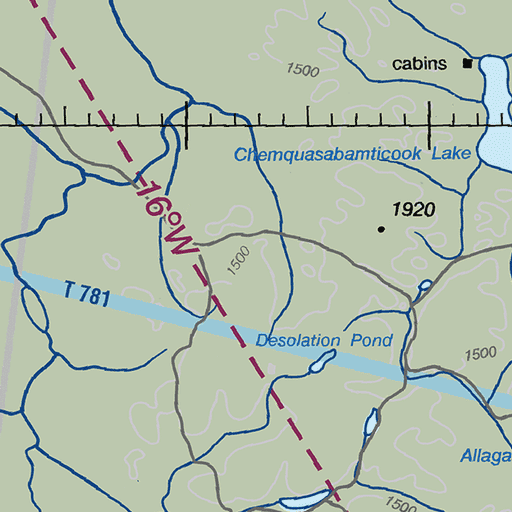 cabins
1500
Chemquasabamticook Lake
1920
16°W
1500
T 781
Desolation Pond
1500
Allaga
1500